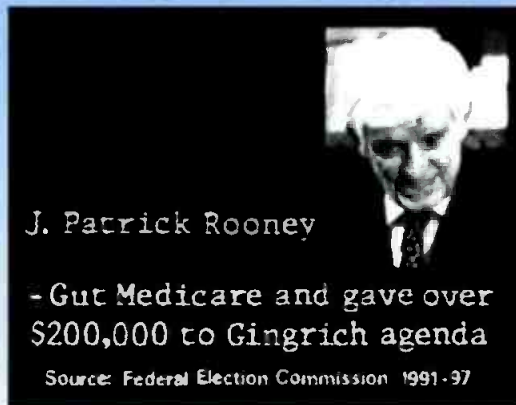 J. Patrick Rooney
- Gut Medicare and gave over
$200,000 to Gingrich agenda
Source: Federal Election Commission 1991-97